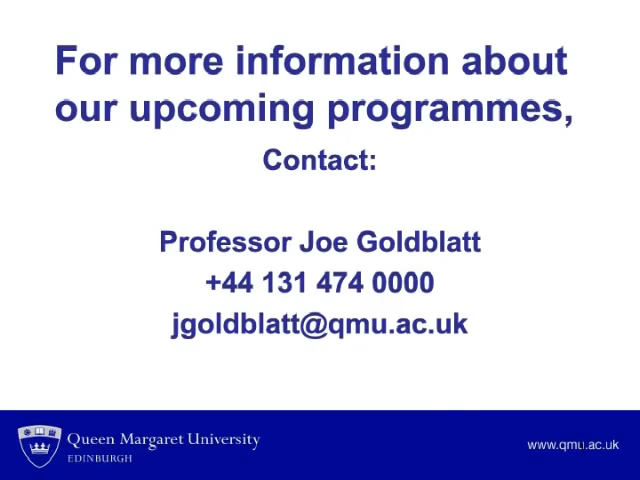 For more information about
our upcoming programmes,
Contact:
Professor Joe Goldblatt
+44 131 474 0000
jgoldblatt@qmu.ac.uk
Queen Margaret University
EDINBURGH
www.qmu.ac.uk